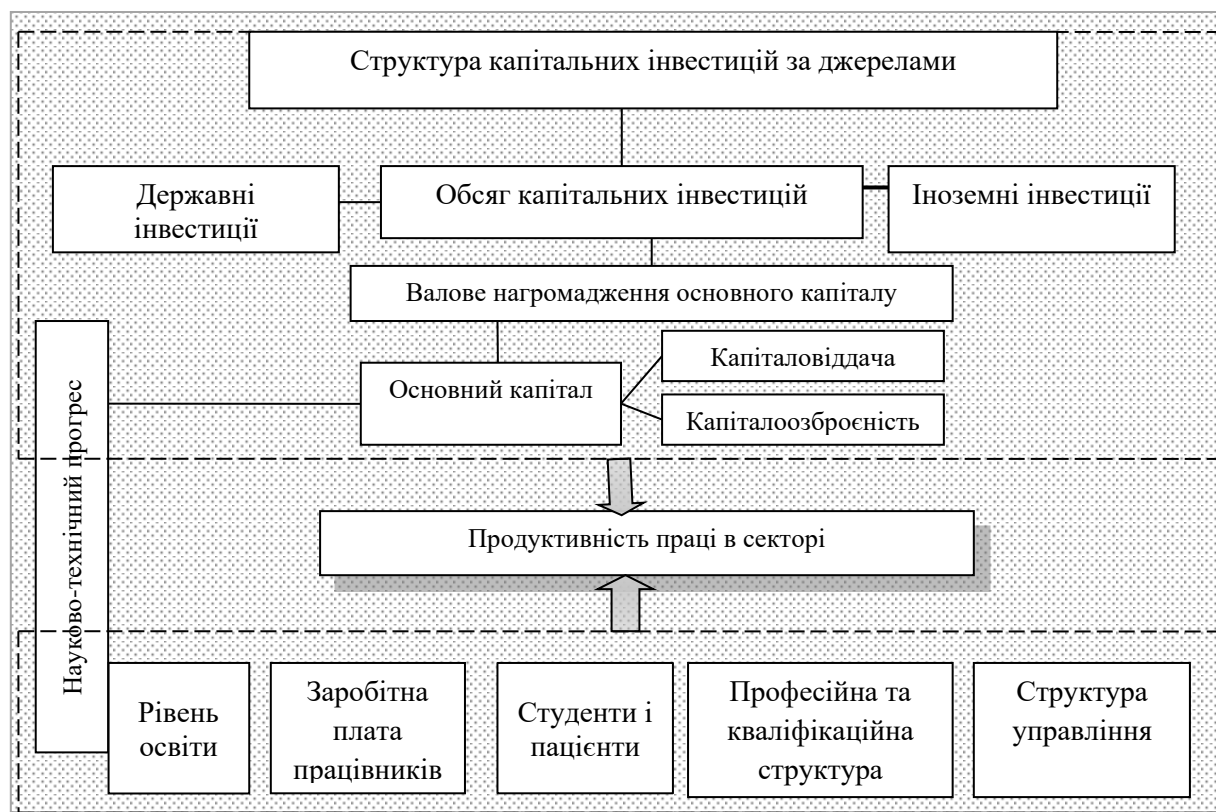 Структура капітальних інвестицій за джерелами
Державні
інвестиції
Обсяг капітальних інвестицій
Іноземні інвестиції
Валове нагромадження основного капіталу
Науково-технічний прогрес
Основний капітал
Капіталовіддача
Капіталоозброєність
Продуктивність праці в секторі
Рівень
освіти
Заробітна
плата
працівників
Студенти і
пацієнти
Професійна та
кваліфікаційна
структура
Структура
управління